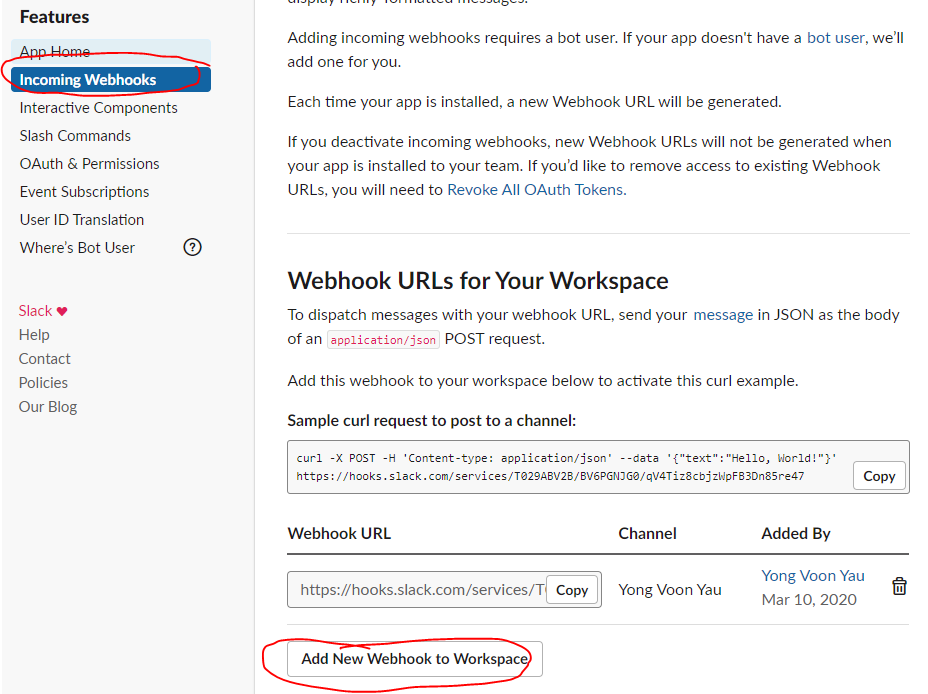 Features
App Home
Incoming Webhooks
Interactive Components
Slash Commands
OAuth & Permissions
Event Subscriptions
User ID Translation
Where's Bot User
?
Slack
Help
Contact
Policies
Our Blog
display richly-formatted messages.
Adding incoming webhooks requires a bot user. If your app doesn't have a bot user, we'll
add one for you.
Each time your app is installed, a new Webhook URL will be generated.
If you deactivate incoming webhooks, new Webhook URLs will not be generated when
your app is installed to your team. If you'd like to remove access to existing Webhook
URLs, you will need to Revoke All OAuth Tokens.
Webhook URLs for Your Workspace
To dispatch messages with your webhook URL, send your message in JSON as the body
of an application/json POST request.
Add this webhook to your workspace below to activate this curl example.
Sample curl request to post to a channel:
curl -X POST -H 'Content-type: application/json' --data '{"text":"Hello, World!"}'
https://hooks.slack.com/services/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
Copy
Webhook URL Channel Added By
https://hooks.slack.com/services/T Copy Yong Voon Yau Yong Voon Yau
Mar 10, 2020
Add New Webhook to Workspace